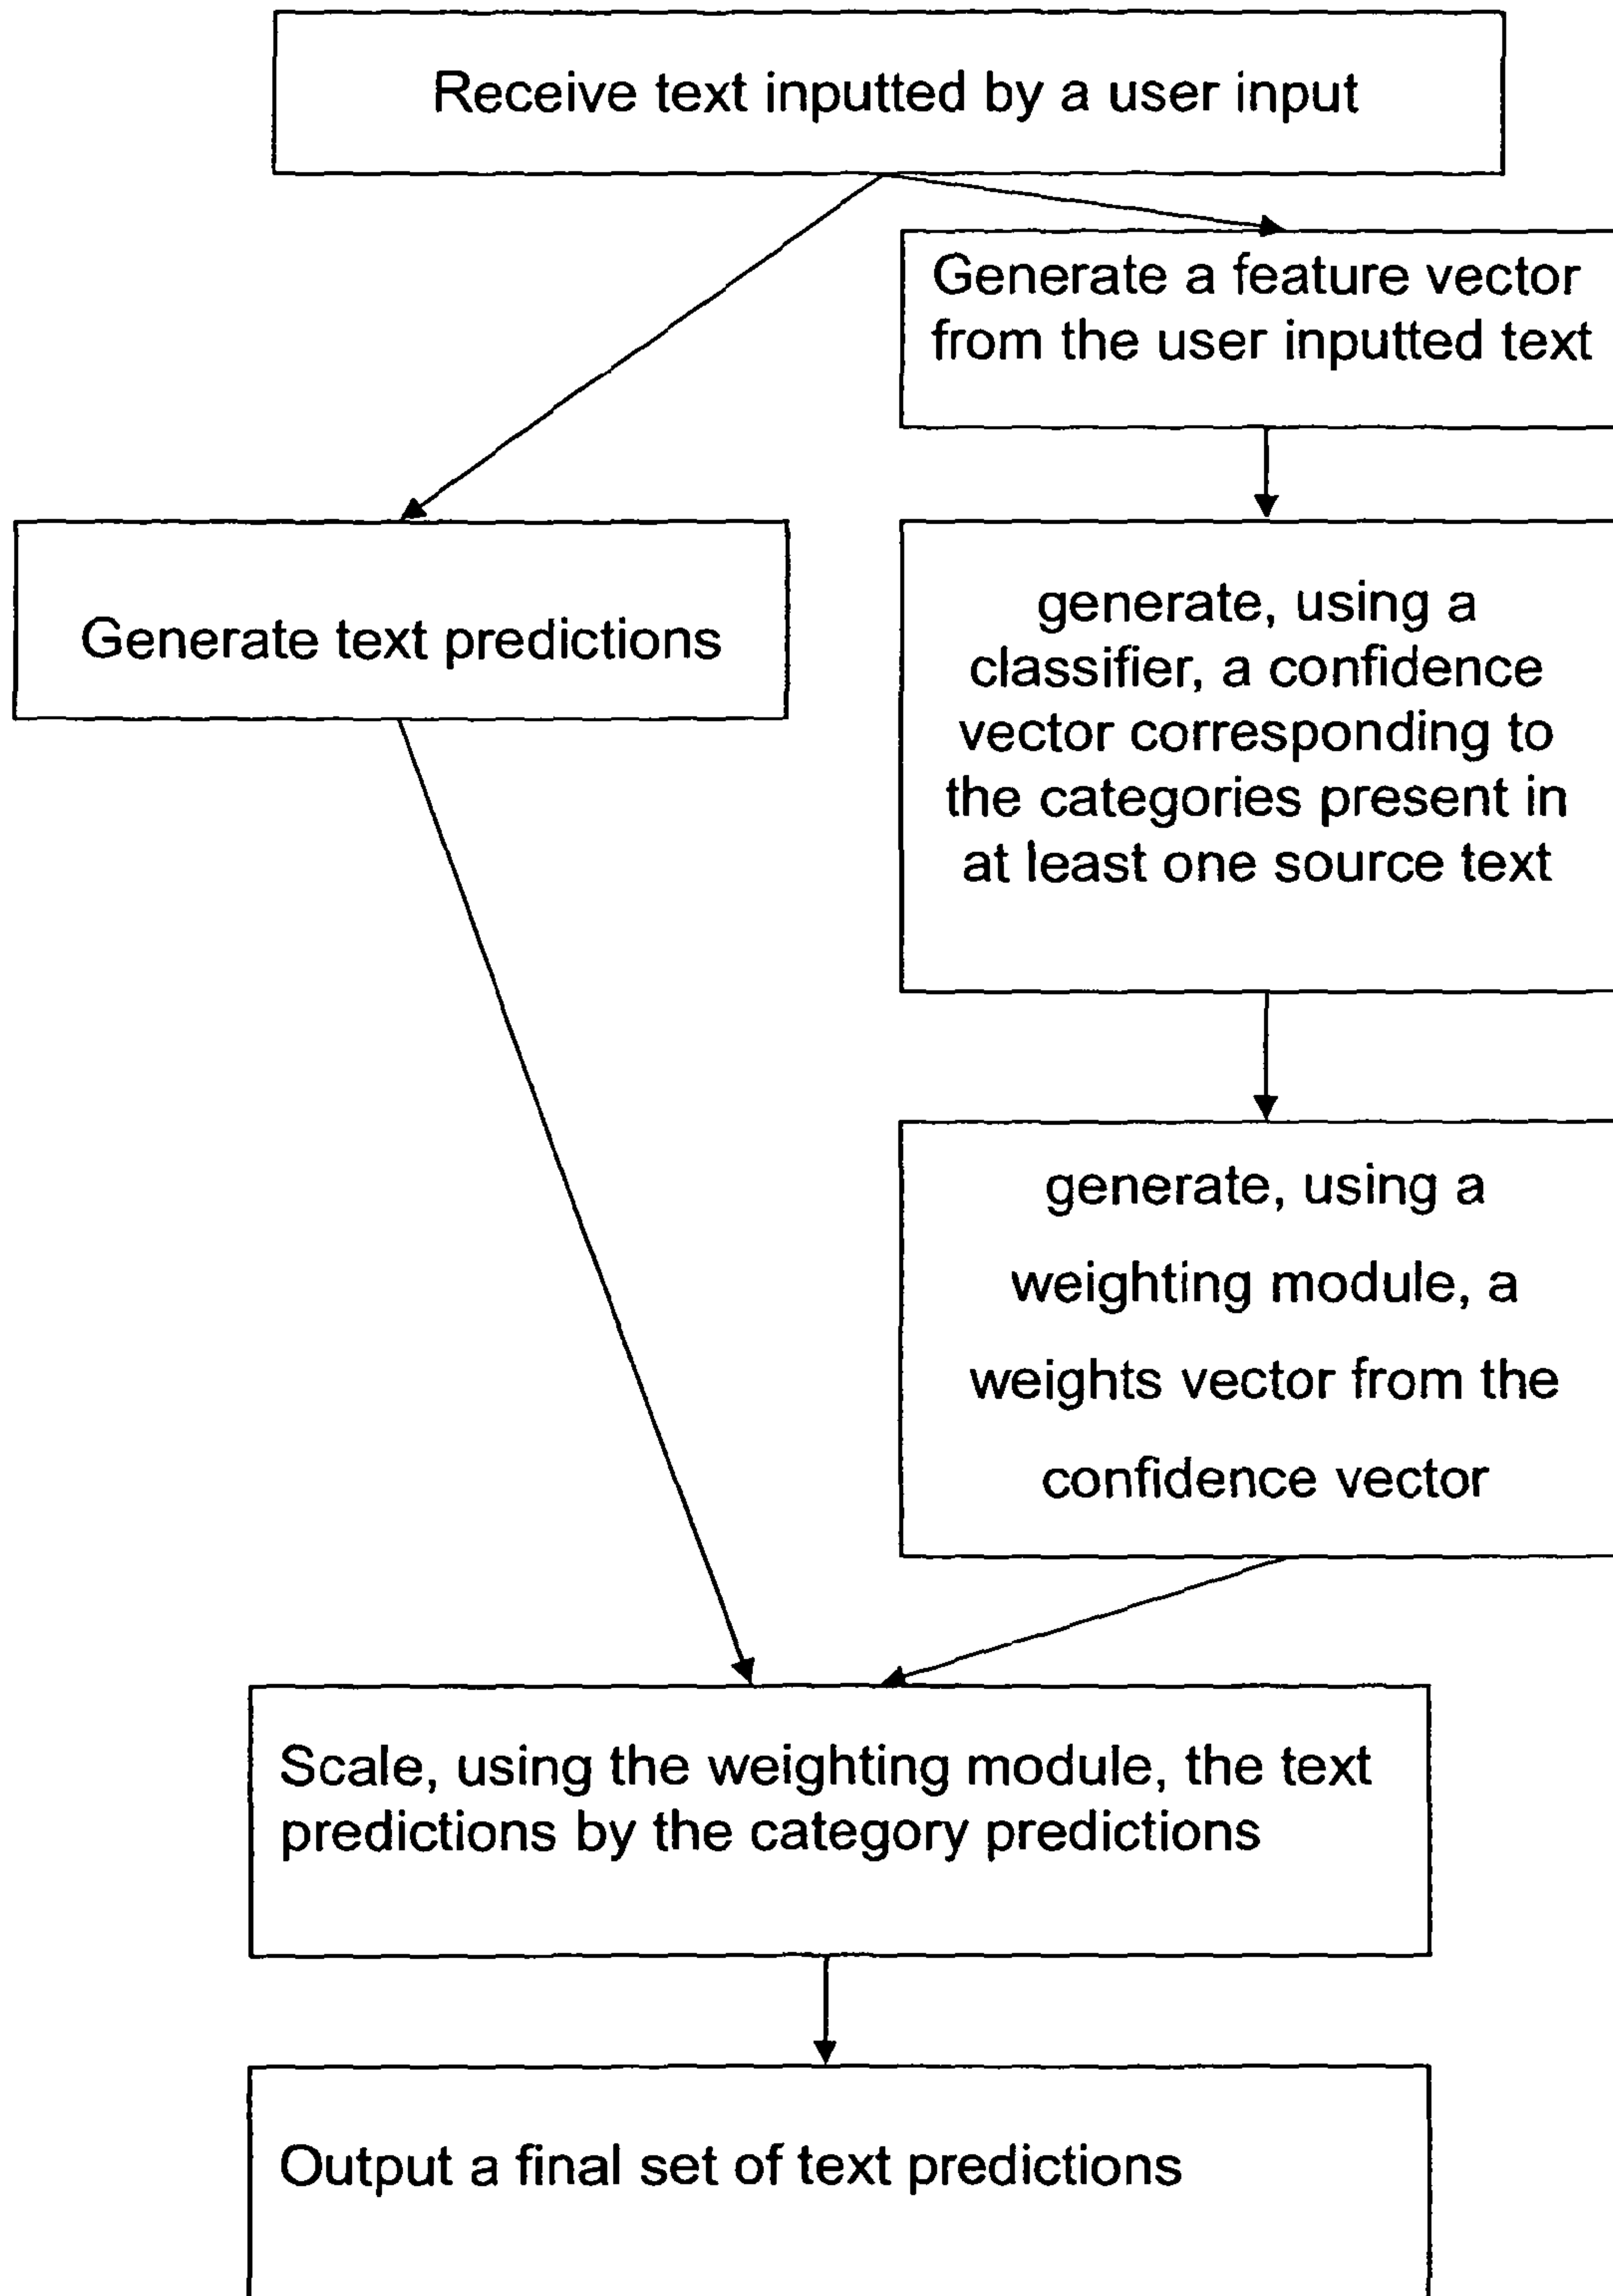 Receive text inputted by a user input
Generate a feature vector
from the user inputted text
Generate text predictions
generate, using a
classifier, a confidence
vector corresponding to
the categories present in
at least one source text
generate, using a
weighting module, a
weights vector from the
confidence vector
Scale, using the weighting module, the text
predictions by the category predictions
Output a final set of text predictions